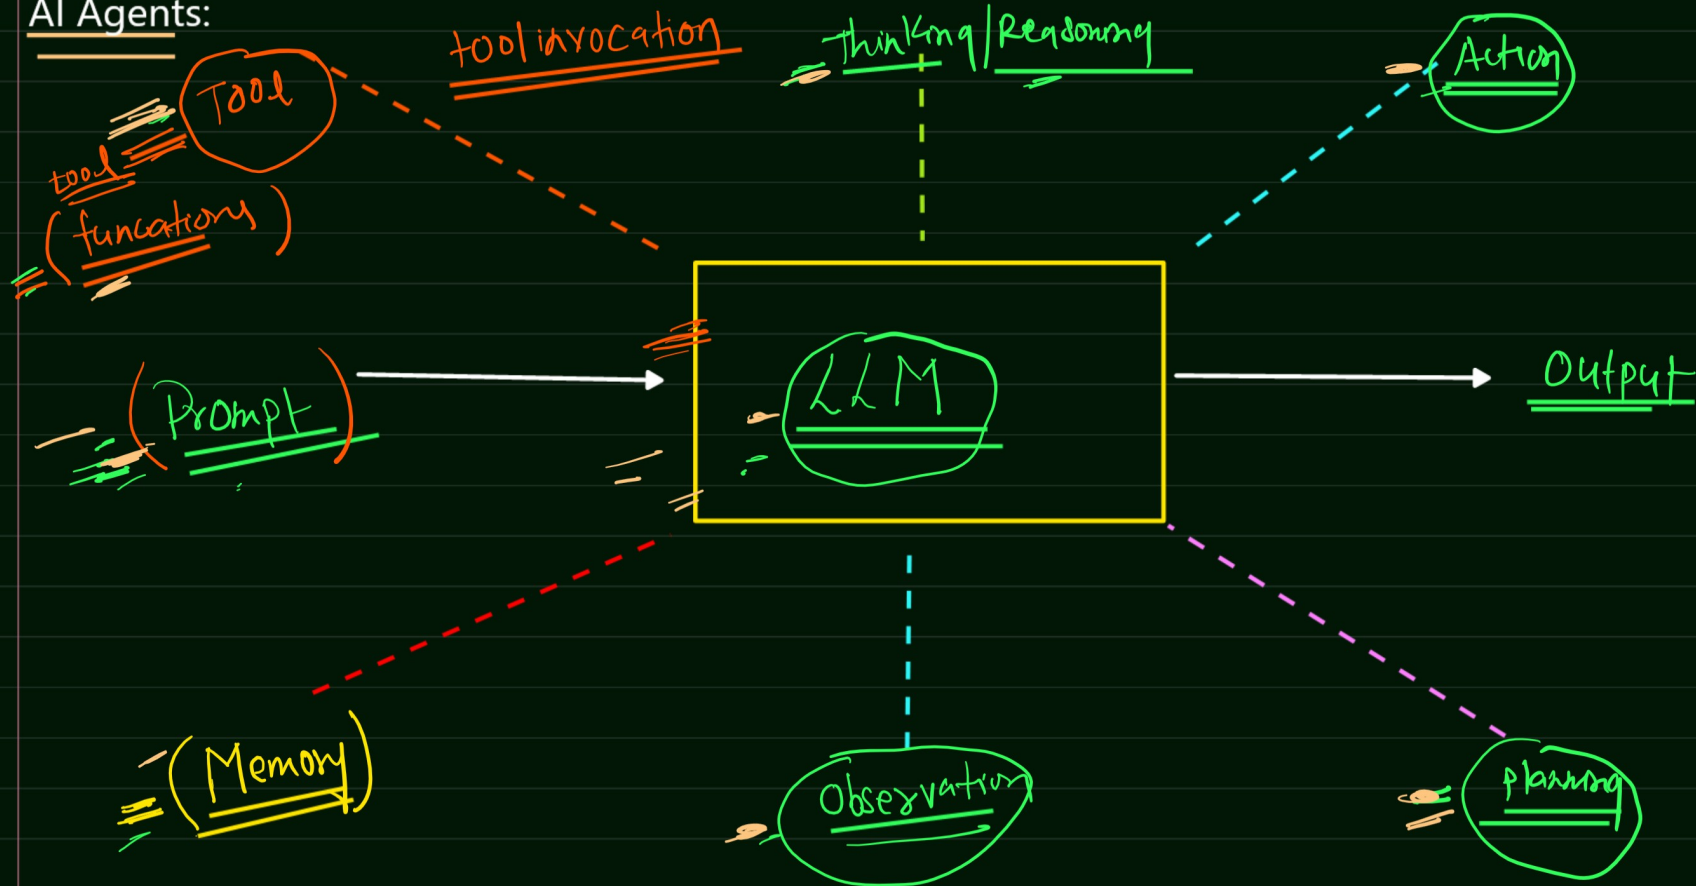 AI Agents:
Tool
tool invocation
Thinking/Reasoning
Action
tool
(funcations)
(Prompt)
LLM
Output
(Memory)
Observation
planning